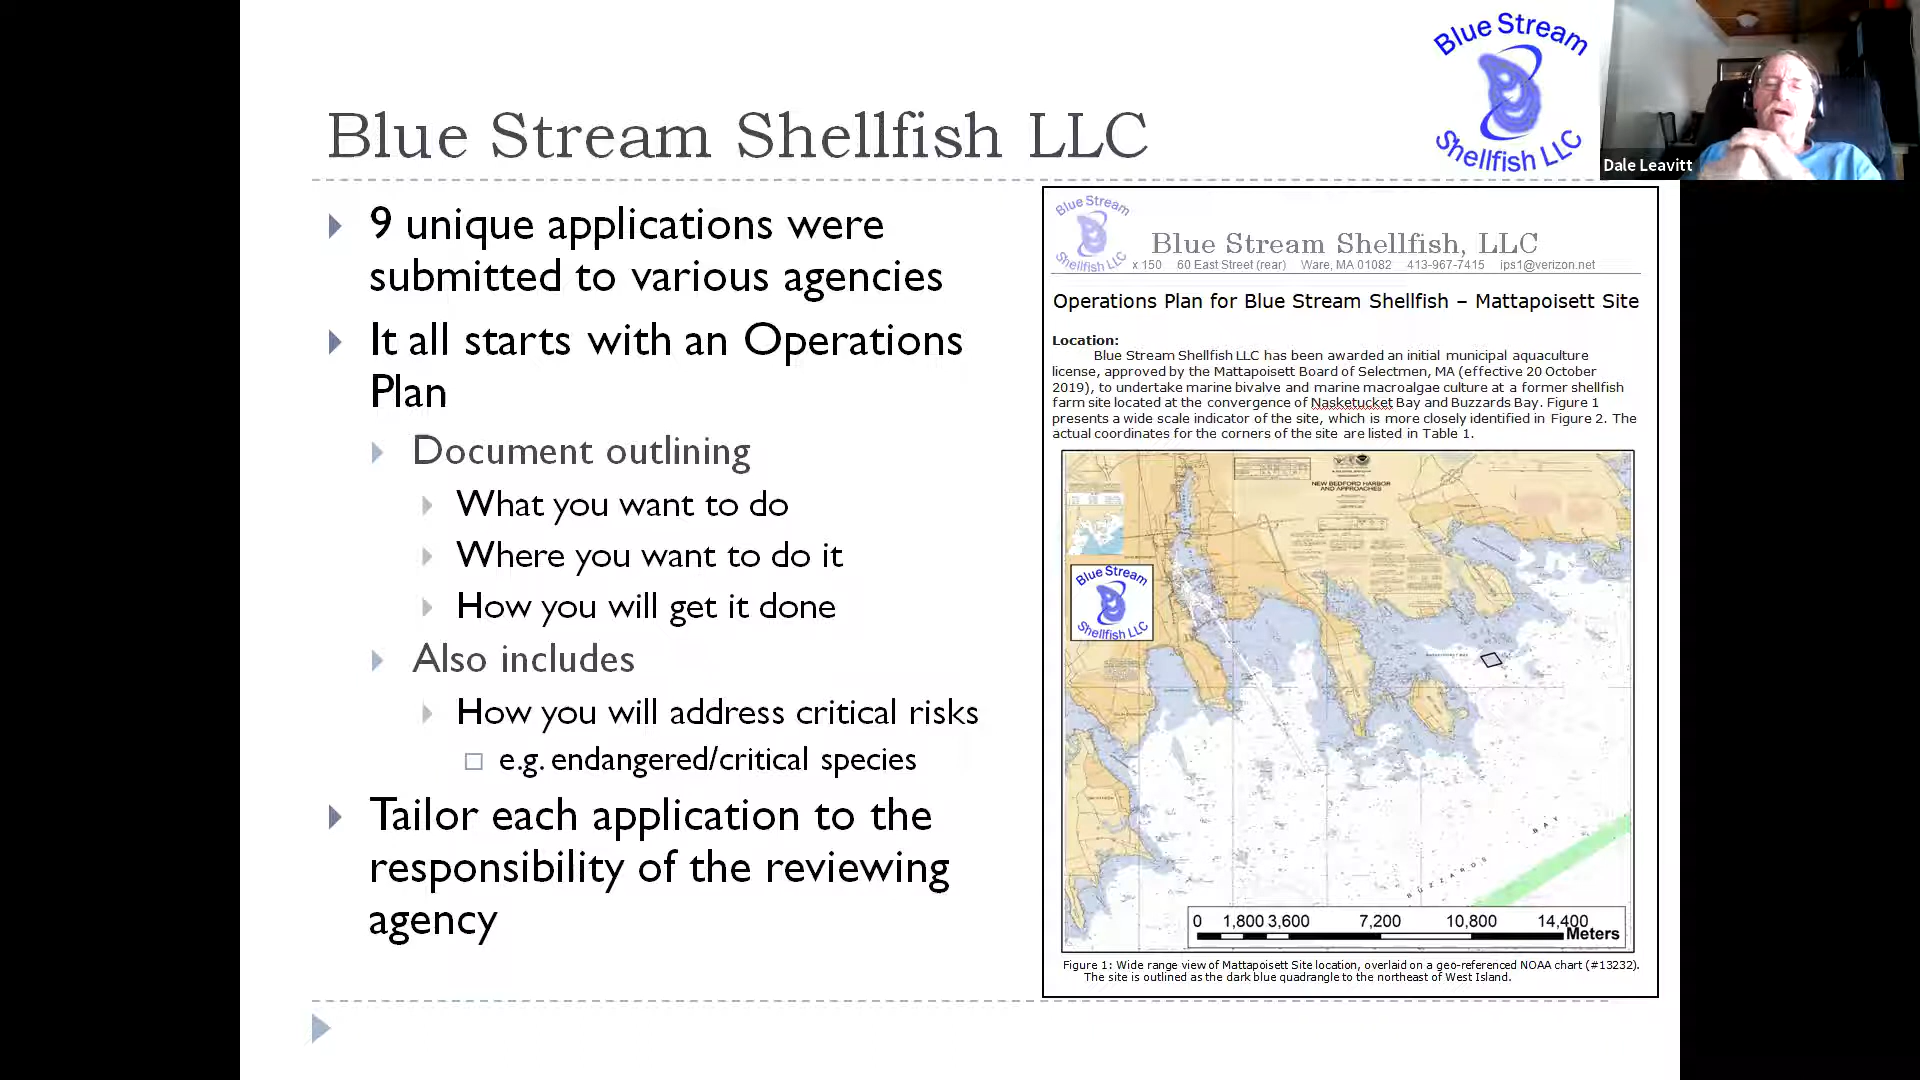 Blue Stream
Shellfish LLC
Dale Leavitt
Blue Stream Shellfish LLC
9 unique applications were
submitted to various agencies
It all starts with an Operations
Plan
Document outlining
What you want to do
Where you want to do it
How you will get it done
Also includes
How you will address critical risks
e.g. endangered/critical species
Tailor each application to the
responsibility of the reviewing
agency
Blue Stream
Shellfish LLC
Blue Stream Shellfish, LLC
x 150 60 East Street (rear) Ware, MA 01082 413-967-7415 ips1@verizon.net
Operations Plan for Blue Stream Shellfish – Mattapoisett Site
Location:
Blue Stream Shellfish LLC has been awarded an initial municipal aquaculture
license, approved by the Mattapoisett Board of Selectmen, MA (effective 20 October
2019), to undertake marine bivalve and marine macroalgae culture at a former shellfish
farm site located at the convergence of Nasketucket Bay and Buzzards Bay. Figure 1
presents a wide scale indicator of the site, which is more closely identified in Figure 2. The
actual coordinates for the corners of the site are listed in Table 1.
NEW BEDFORD HARBOR
AND APPROACHES
Blue Stream
Shellfish LLC
BUZZARDS BAY
0 1,800 3,600 7,200 10,800 14,400
Meters
Figure 1: Wide range view of Mattapoisett Site location, overlaid on a geo-referenced NOAA chart (#13232).
The site is outlined as the dark blue quadrangle to the northeast of West Island.